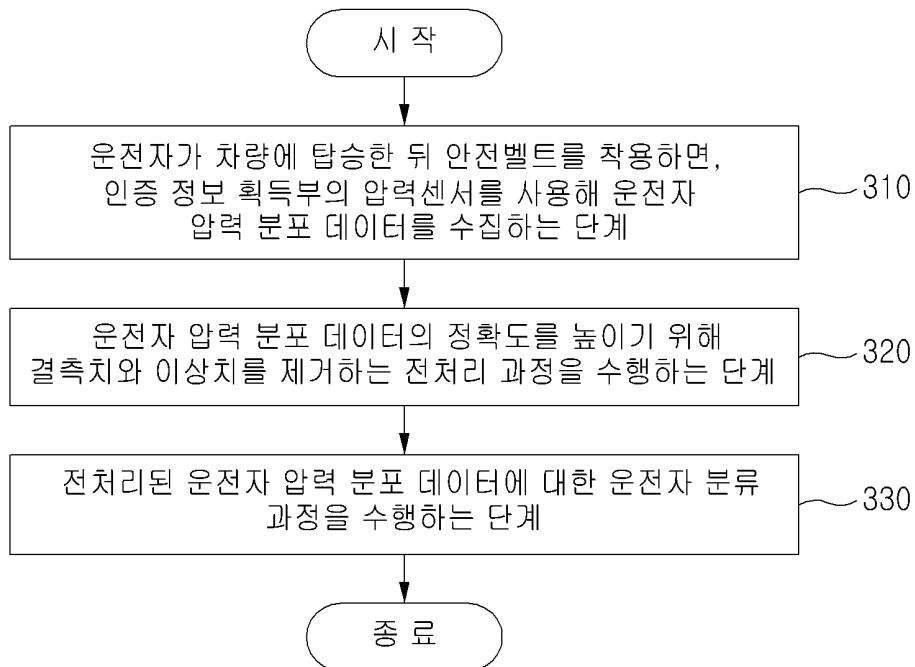 시 작
운전자가 차량에 탑승한 뒤 안전벨트를 착용하면,
인증 정보 획득부의 압력센서를 사용해 운전자
압력 분포 데이터를 수집하는 단계
310
운전자 압력 분포 데이터의 정확도를 높이기 위해
결측치와 이상치를 제거하는 전처리 과정을 수행하는 단계
320
전처리된 운전자 압력 분포 데이터에 대한 운전자 분류
과정을 수행하는 단계
330
종 료